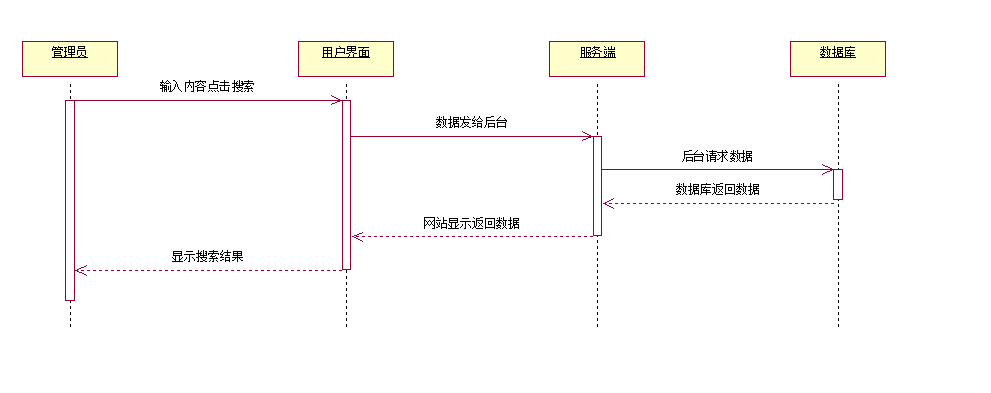 管理员
用户界面
服务端
数据库
输入内容点击搜索
数据发给后台
后台请求数据
数据库返回数据
网站显示返回数据
显示搜索结果